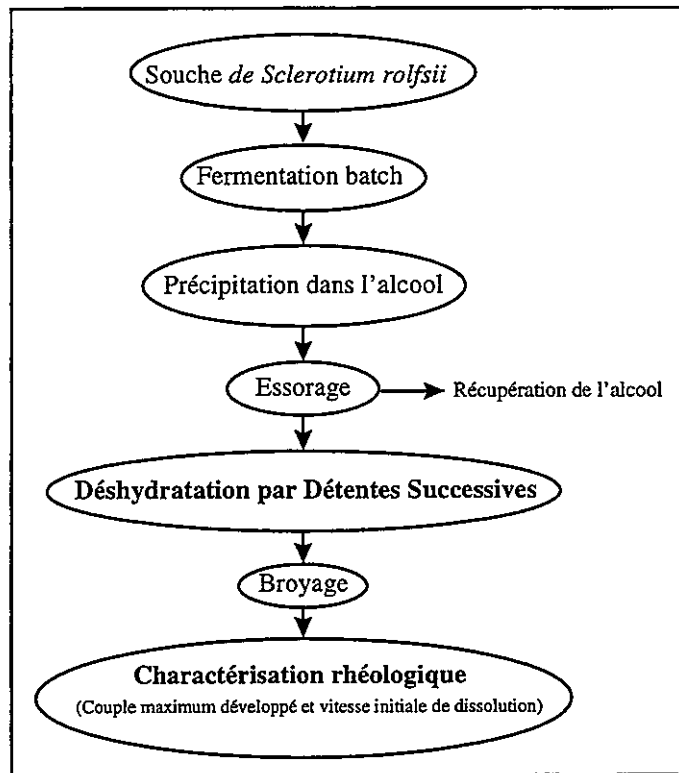 Souche de Sclerotium rolfsii
Fermentation batch
Précipitation dans l'alcool
Essorage
Récupération de l'alcool
Déshydratation par Détentes Successives
Broyage
Charactérisation rhéologique
(Couple maximum développé et vitesse initiale de dissolution)